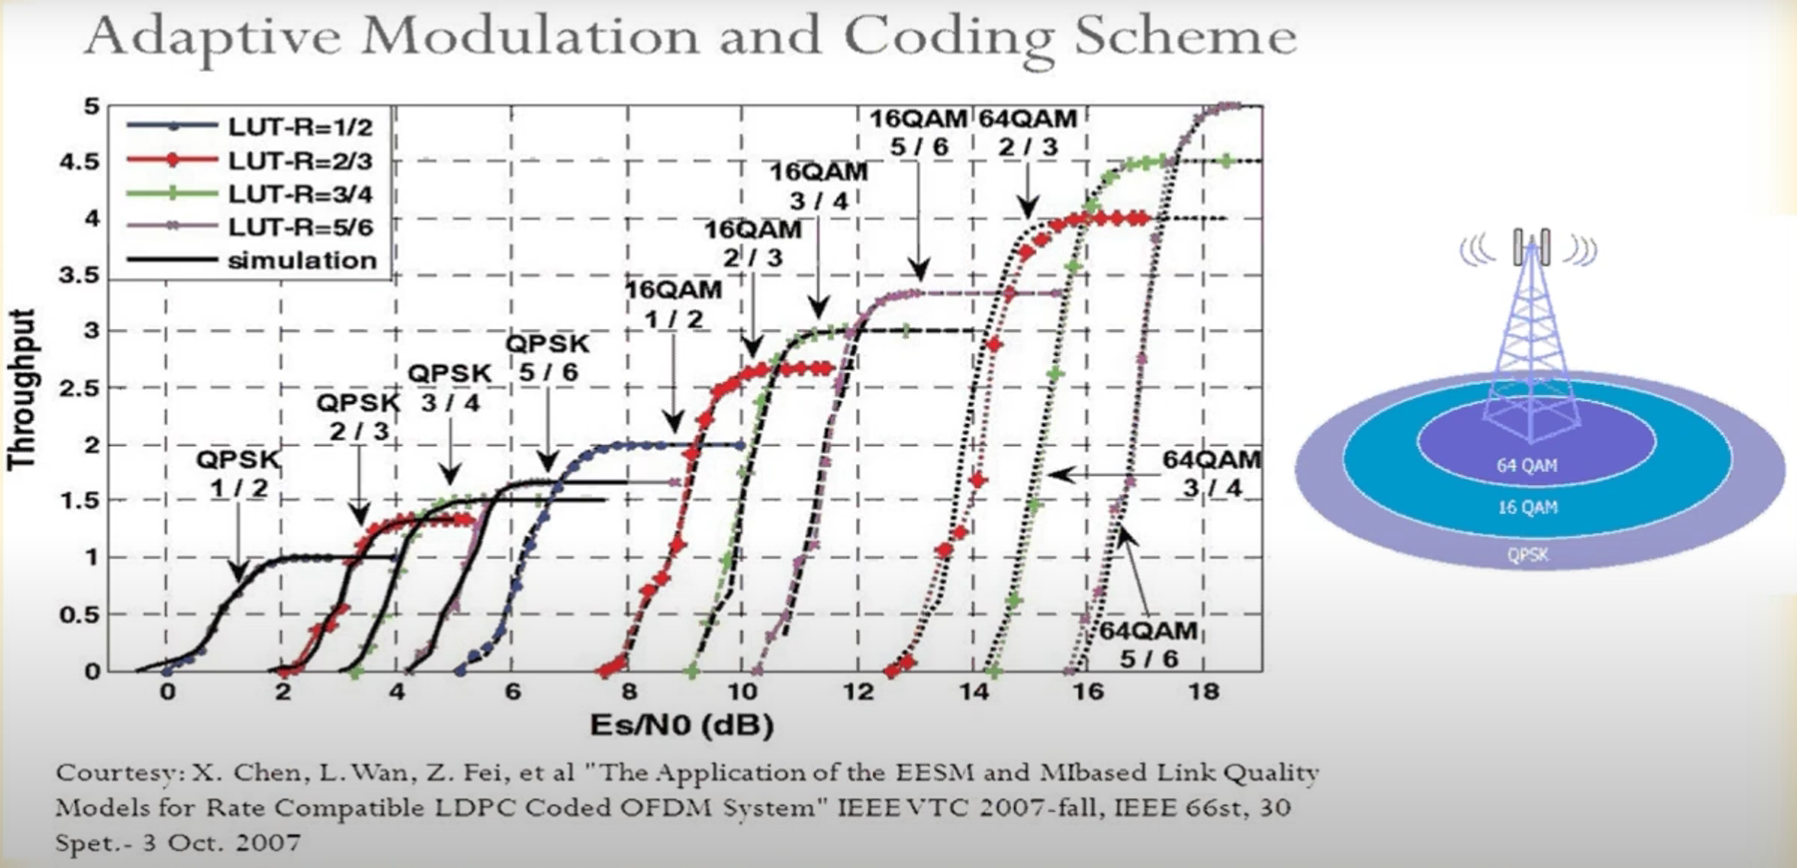 Adaptive Modulation and Coding Scheme
5
4.5
4
3.5
3
2.5
2
1.5
1
0.5
0
Throughput
LUT-R=1/2
LUT-R=2/3
LUT-R=3/4
LUT-R=5/6
simulation
QPSK
1 / 2
QPSK
2 / 3
QPSK
3 / 4
QPSK
5 / 6
16QAM
1 / 2
16QAM
2 / 3
16QAM
3 / 4
16QAM
5 / 6
64QAM
2 / 3
64QAM
3 / 4
64QAM
5 / 6
0 2 4 6 8 10 12 14 16 18
Es/N0 (dB)
64 QAM
16 QAM
QPSK
Courtesy: X. Chen, L. Wan, Z. Fei, et al "The Application of the EESM and MIbased Link Quality
Models for Rate Compatible LDPC Coded OFDM System" IEEE VTC 2007-fall, IEEE 66st, 30
Spet.- 3 Oct. 2007